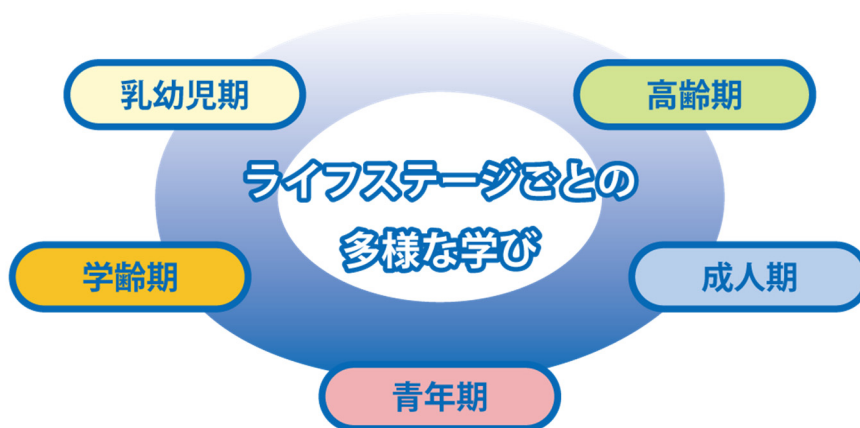 乳幼児期
高齢期
ライフステージごとの
多様な学び
学齢期
成人期
青年期